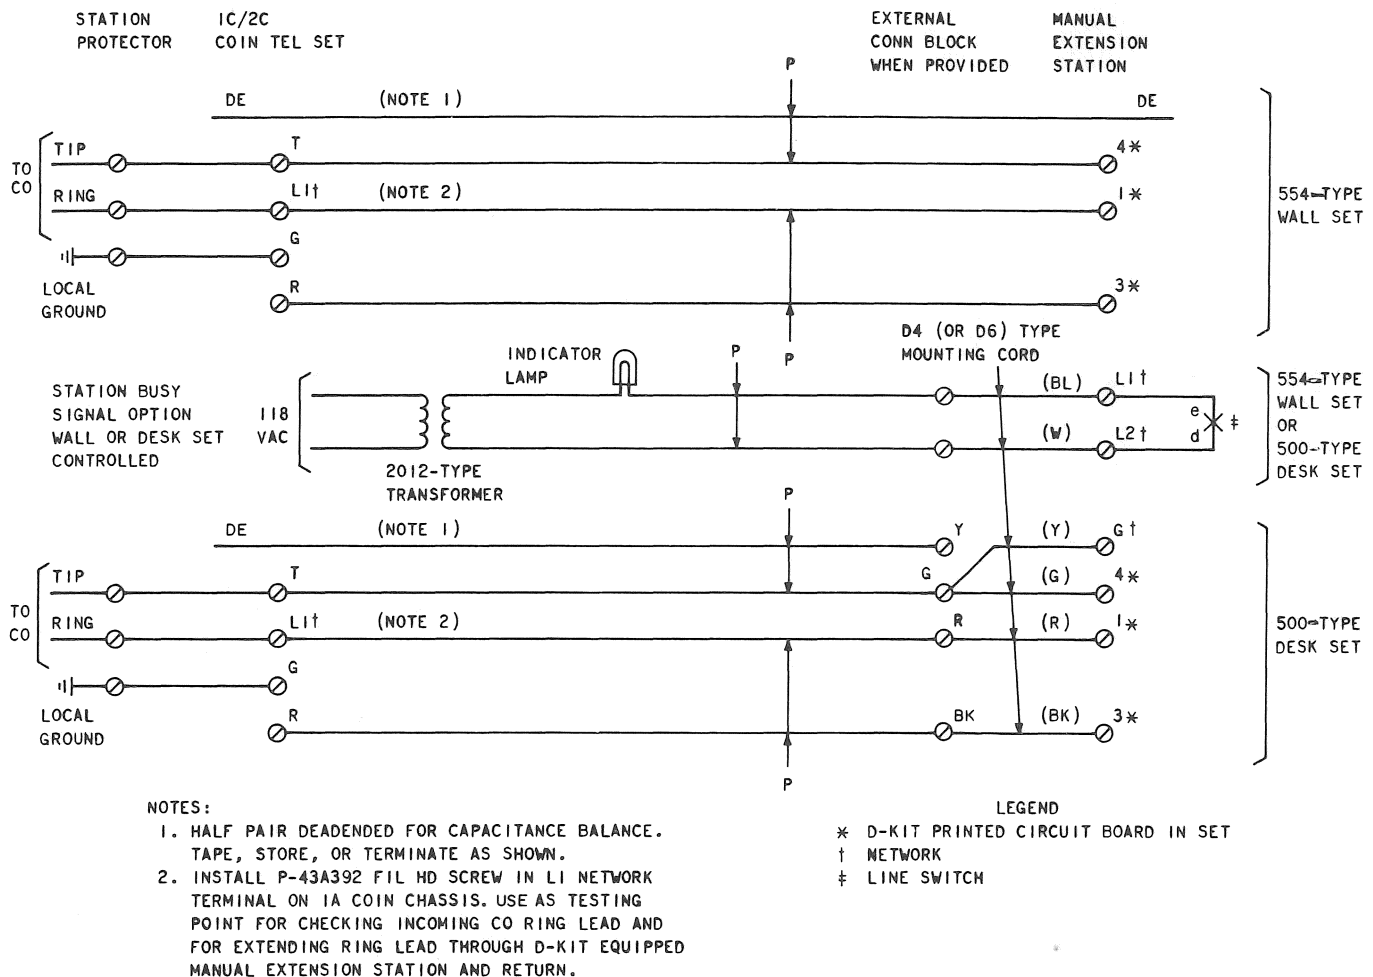 STATION
PROTECTOR
1C/2C
COIN TEL SET
EXTERNAL
CONN BLOCK
WHEN PROVIDED
MANUAL
EXTENSION
STATION
P
DE
(NOTE 1)
DE
TO
CO
TIP
T
4*
RING
L1†
(NOTE 2)
1*
554-TYPE
WALL SET
G
LOCAL
GROUND
R
3*
P
D4 (OR D6) TYPE
MOUNTING CORD
STATION BUSY
SIGNAL OPTION
WALL OR DESK SET
CONTROLLED
118
VAC
INDICATOR
LAMP
P
(BL)
L1†
(W)
L2†
e
d
‡
554-TYPE
WALL SET
OR
500-TYPE
DESK SET
2012-TYPE
TRANSFORMER
P
DE
(NOTE 1)
Y
(Y)
G†
TO
CO
TIP
T
G
(G)
4*
RING
L1†
(NOTE 2)
R
(R)
1*
500-TYPE
DESK SET
G
LOCAL
GROUND
R
BK
(BK)
3*
P
NOTES:
1. HALF PAIR DEADENDED FOR CAPACITANCE BALANCE.
TAPE, STORE, OR TERMINATE AS SHOWN.
2. INSTALL P-43A392 FIL HD SCREW IN L1 NETWORK
TERMINAL ON 1A COIN CHASSIS. USE AS TESTING
POINT FOR CHECKING INCOMING CO RING LEAD AND
FOR EXTENDING RING LEAD THROUGH D-KIT EQUIPPED
MANUAL EXTENSION STATION AND RETURN.
LEGEND
* D-KIT PRINTED CIRCUIT BOARD IN SET
† NETWORK
‡ LINE SWITCH